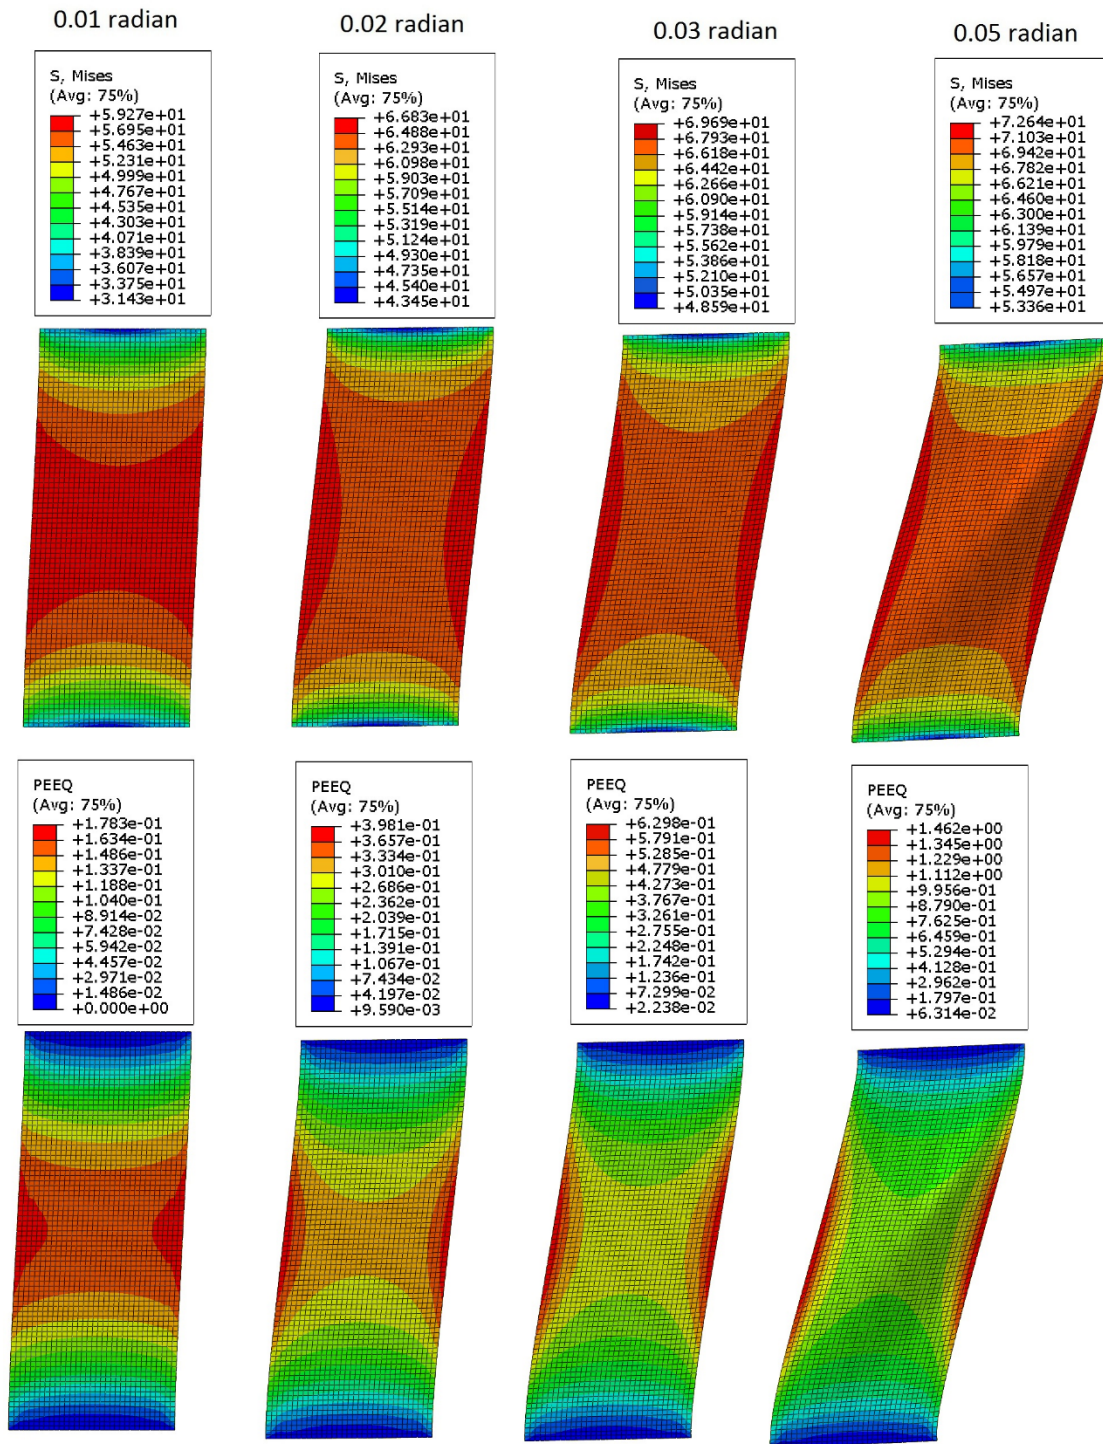 0.01 radian
0.02 radian
0.03 radian
0.05 radian
S, Mises
(Avg: 75%)
+5.927e+01
+5.695e+01
+5.463e+01
+5.231e+01
+4.999e+01
+4.767e+01
+4.535e+01
+4.303e+01
+4.071e+01
+3.839e+01
+3.607e+01
+3.375e+01
+3.143e+01
S, Mises
(Avg: 75%)
+6.683e+01
+6.488e+01
+6.293e+01
+6.098e+01
+5.903e+01
+5.709e+01
+5.514e+01
+5.319e+01
+5.124e+01
+4.930e+01
+4.735e+01
+4.540e+01
+4.345e+01
S, Mises
(Avg: 75%)
+6.969e+01
+6.793e+01
+6.618e+01
+6.442e+01
+6.266e+01
+6.090e+01
+5.914e+01
+5.738e+01
+5.562e+01
+5.386e+01
+5.210e+01
+5.035e+01
+4.859e+01
S, Mises
(Avg: 75%)
+7.264e+01
+7.103e+01
+6.942e+01
+6.782e+01
+6.621e+01
+6.460e+01
+6.300e+01
+6.139e+01
+5.979e+01
+5.818e+01
+5.657e+01
+5.497e+01
+5.336e+01
PEEQ
(Avg: 75%)
+1.783e-01
+1.634e-01
+1.486e-01
+1.337e-01
+1.188e-01
+1.040e-01
+8.914e-02
+7.428e-02
+5.942e-02
+4.457e-02
+2.971e-02
+1.486e-02
+0.000e+00
PEEQ
(Avg: 75%)
+3.981e-01
+3.657e-01
+3.334e-01
+3.010e-01
+2.686e-01
+2.362e-01
+2.039e-01
+1.715e-01
+1.391e-01
+1.067e-01
+7.434e-02
+4.197e-02
+9.590e-03
PEEQ
(Avg: 75%)
+6.298e-01
+5.791e-01
+5.285e-01
+4.779e-01
+4.273e-01
+3.767e-01
+3.261e-01
+2.755e-01
+2.248e-01
+1.742e-01
+1.236e-01
+7.299e-02
+2.238e-02
PEEQ
(Avg: 75%)
+1.462e+00
+1.345e+00
+1.229e+00
+1.112e+00
+9.956e-01
+8.790e-01
+7.625e-01
+6.459e-01
+5.294e-01
+4.128e-01
+2.962e-01
+1.797e-01
+6.314e-02